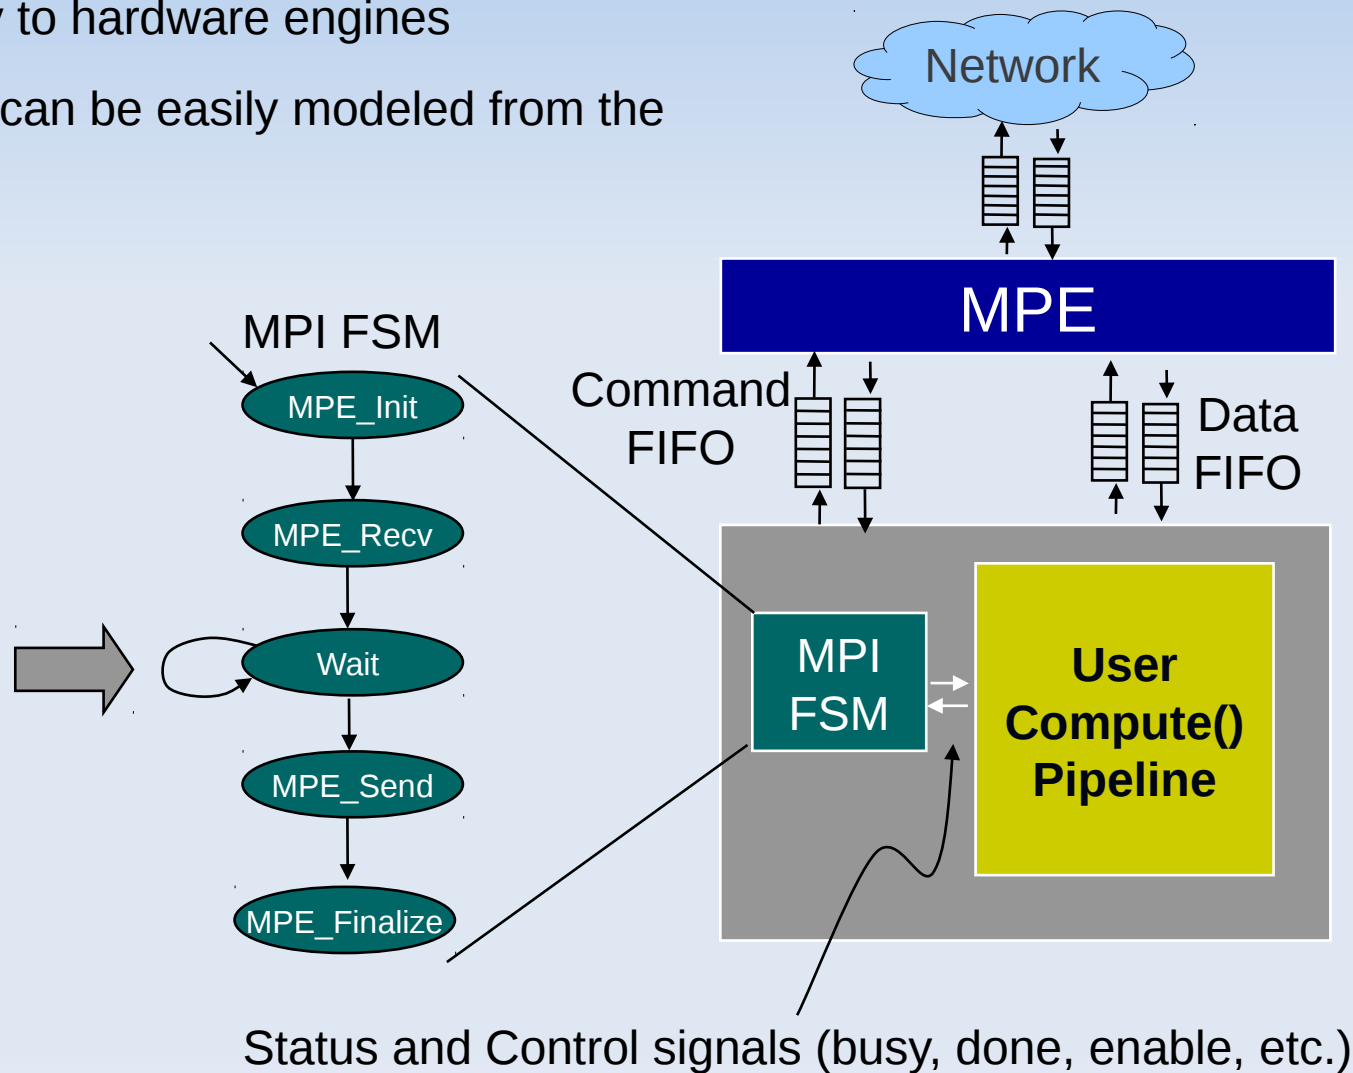 to hardware engines
can be easily modeled from the
Network
MPE
MPI FSM
MPE_Init
MPE_Recv
Wait
MPE_Send
MPE_Finalize
Command
FIFO
Data
FIFO
MPI
FSM
User
Compute()
Pipeline
Status and Control signals (busy, done, enable, etc.)